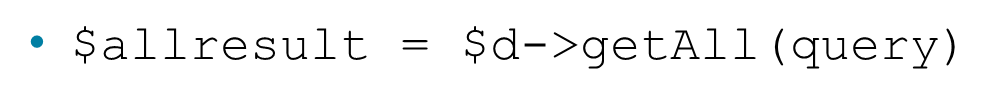 • $allresult = $d->getAll(query)